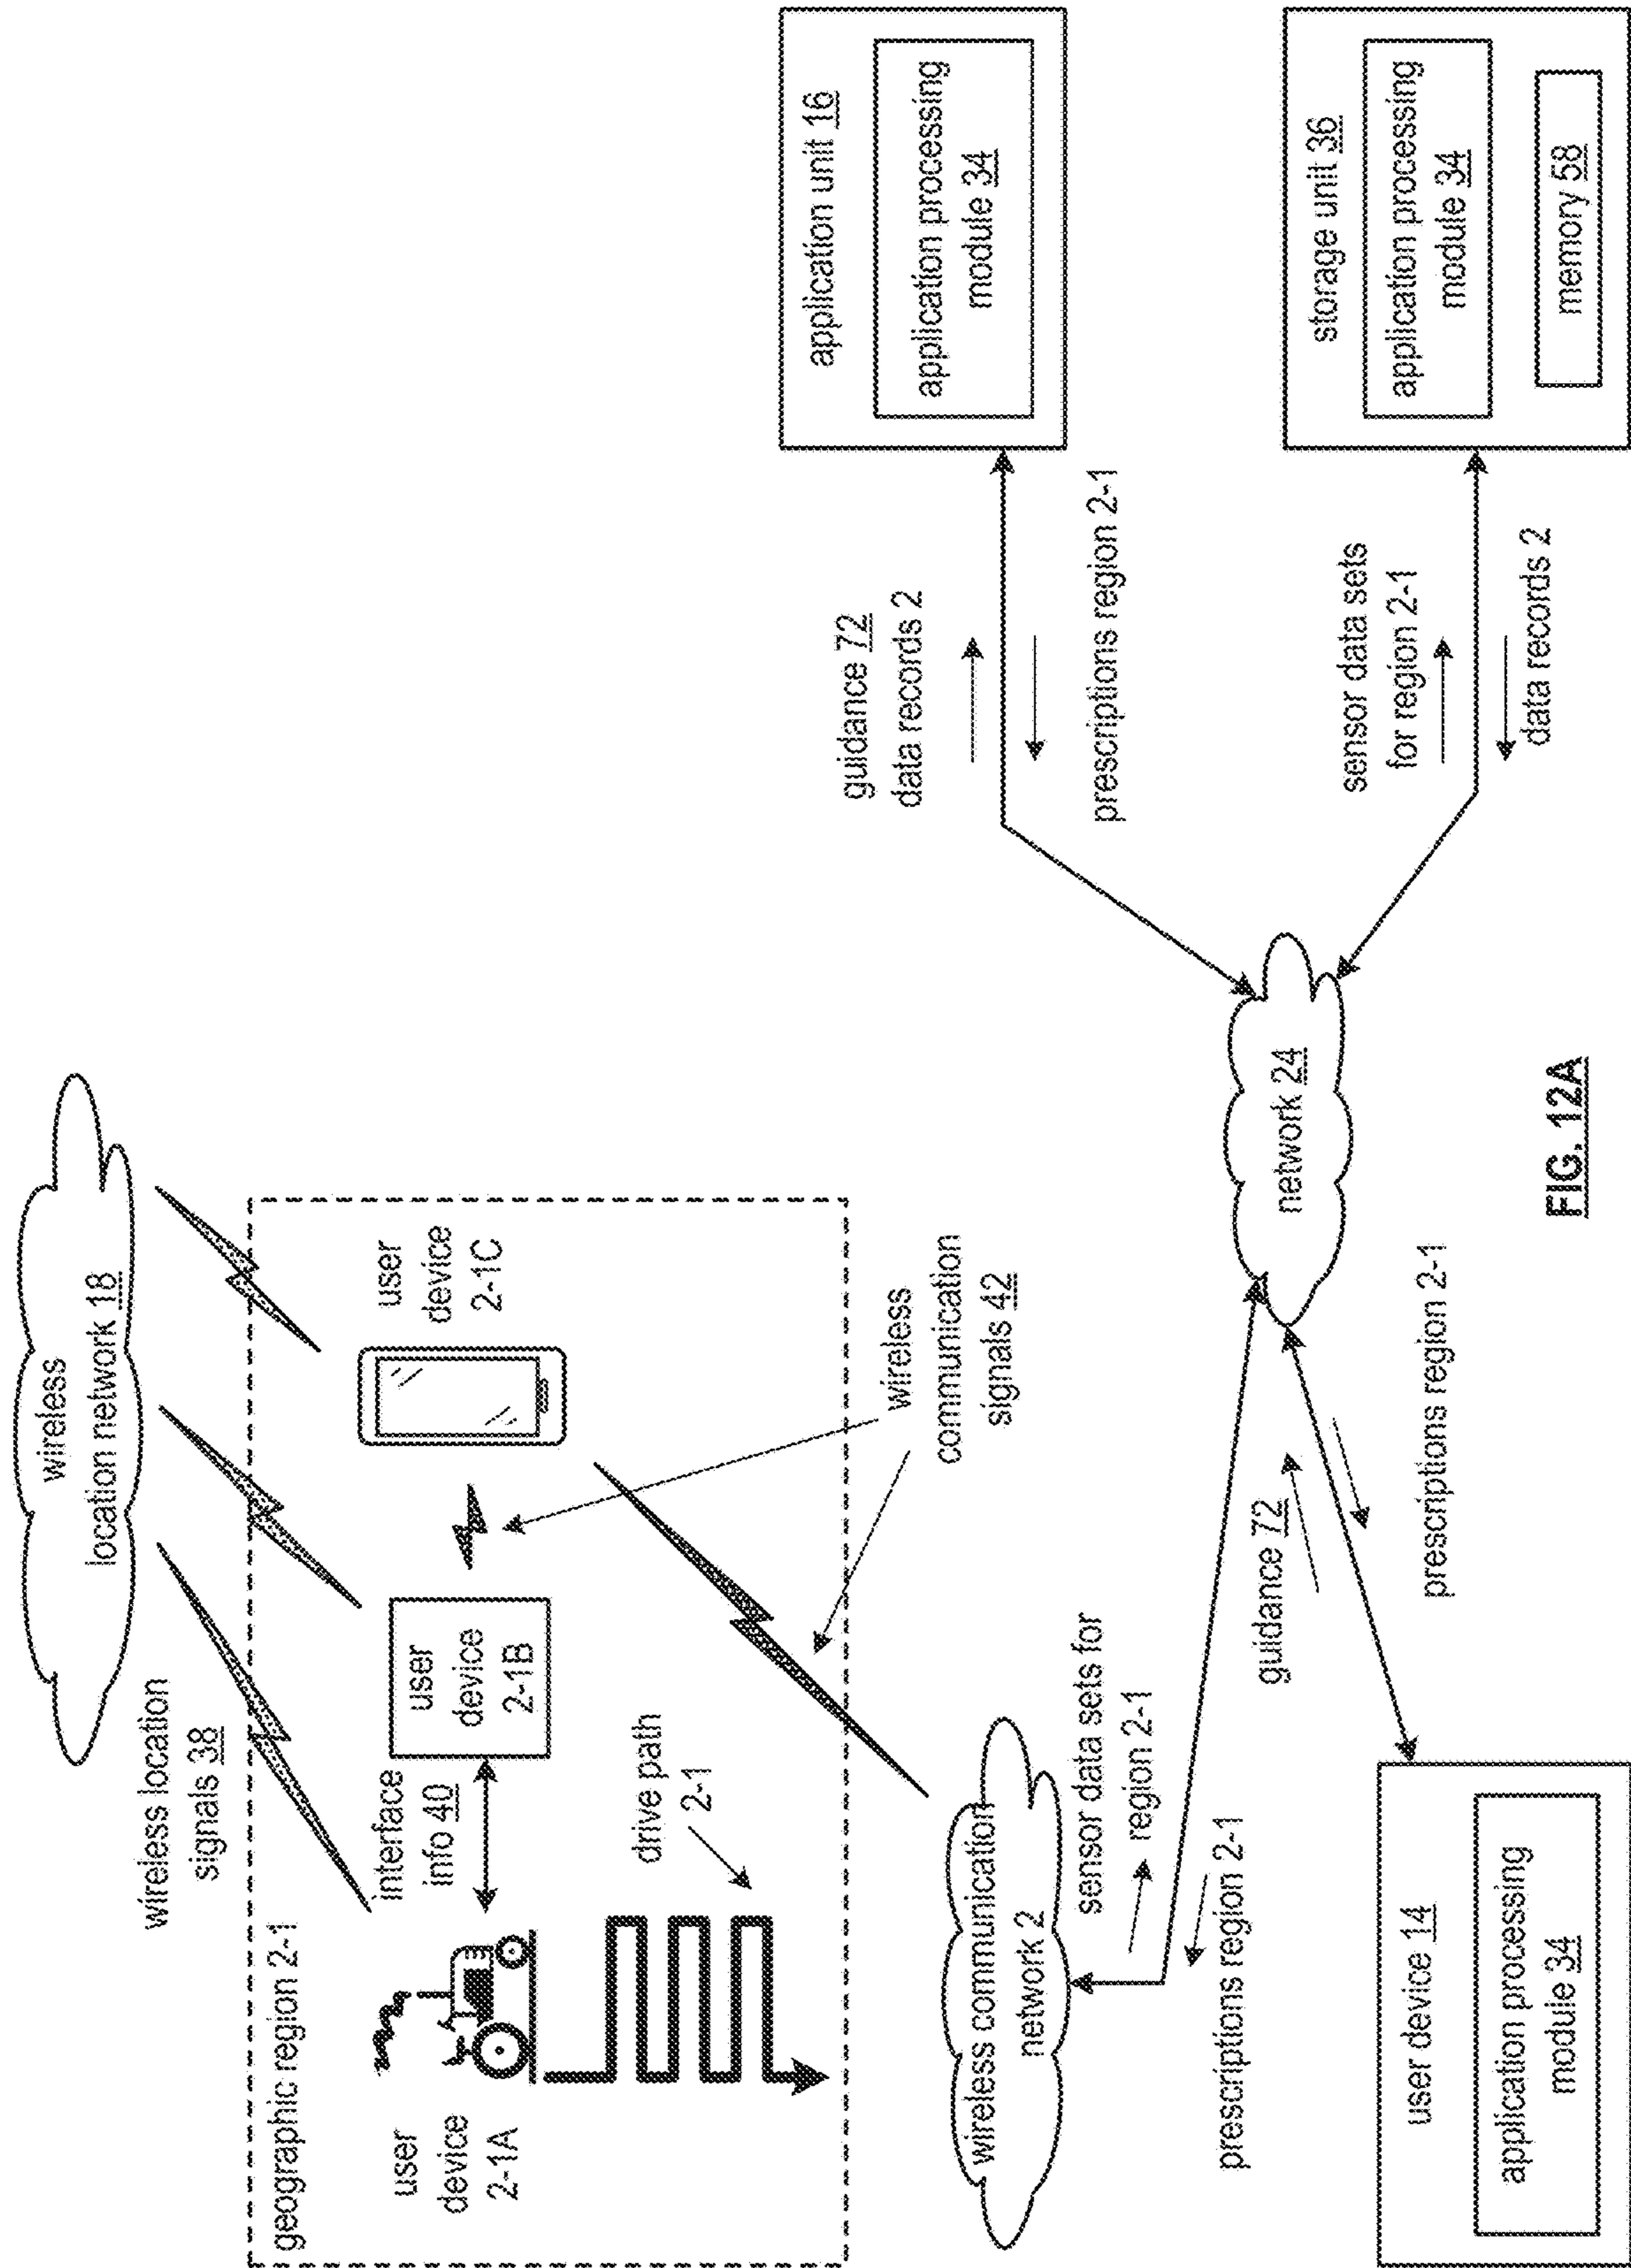 wireless
location network 18
wireless location
signals 38
geographic region 2-1
user
device
2-1A
interface
info 40
user
device
2-1B
user
device
2-1C
drive path
2-1
wireless
communication
signals 42
wireless communication
network 2
sensor data sets for
region 2-1
prescriptions region 2-1
guidance 72
prescriptions region 2-1
user device 14
application processing
module 34
network 24
guidance 72
data records 2
prescriptions region 2-1
application unit 16
application processing
module 34
sensor data sets
for region 2-1
data records 2
storage unit 36
application processing
module 34
memory 58
FIG. 12A